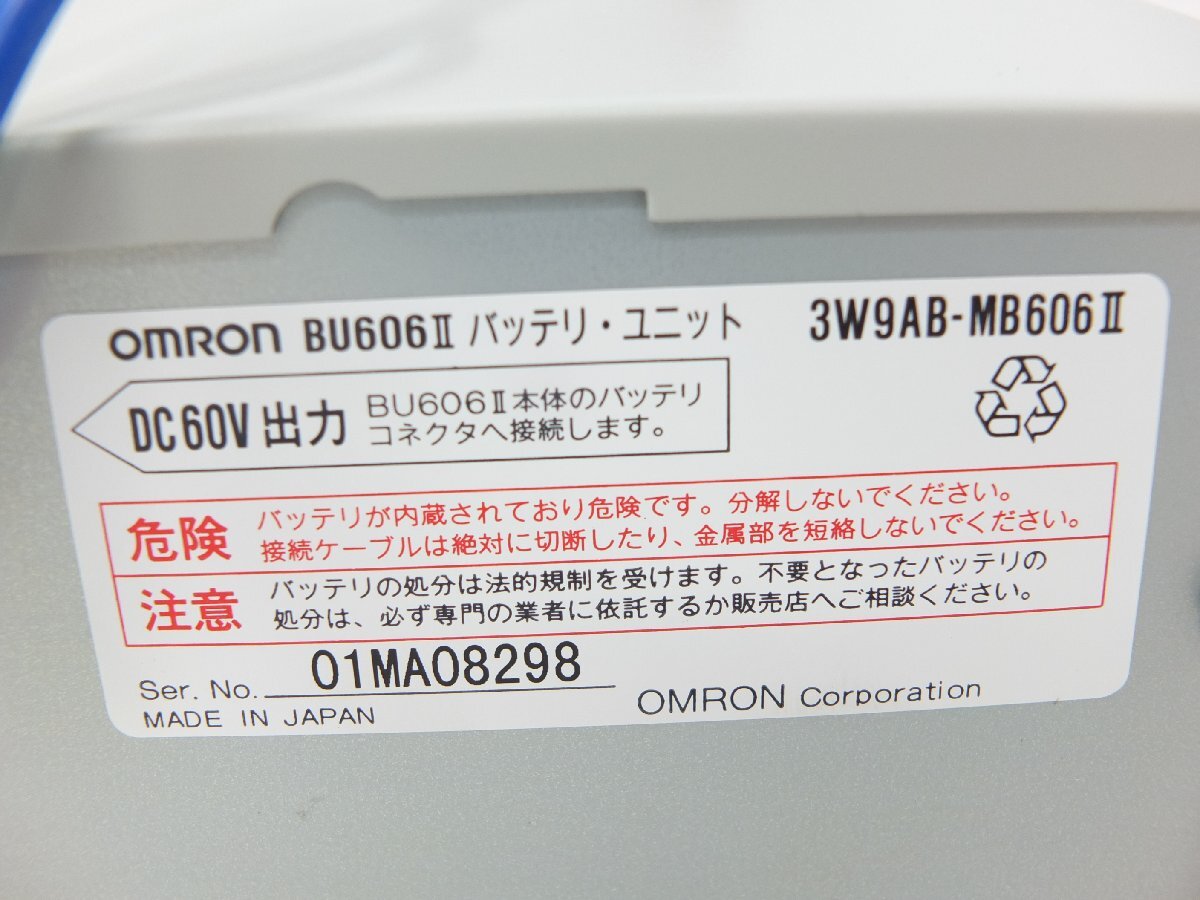 OMRON BU606Ⅱ バッテリ・ユニット 3W9AB-MB606Ⅱ
DC60V 出力 BU606Ⅱ本体のバッテリ
コネクタへ接続します。
危険 バッテリが内蔵されており危険です。分解しないでください。
接続ケーブルは絶対に切断したり、金属部を短絡しないでください。
注意 バッテリの処分は法的規制を受けます。不要となったバッテリの
処分は、必ず専門の業者に依託するか販売店へご相談ください。
Ser. No. 01MA08298
MADE IN JAPAN
OMRON Corporation